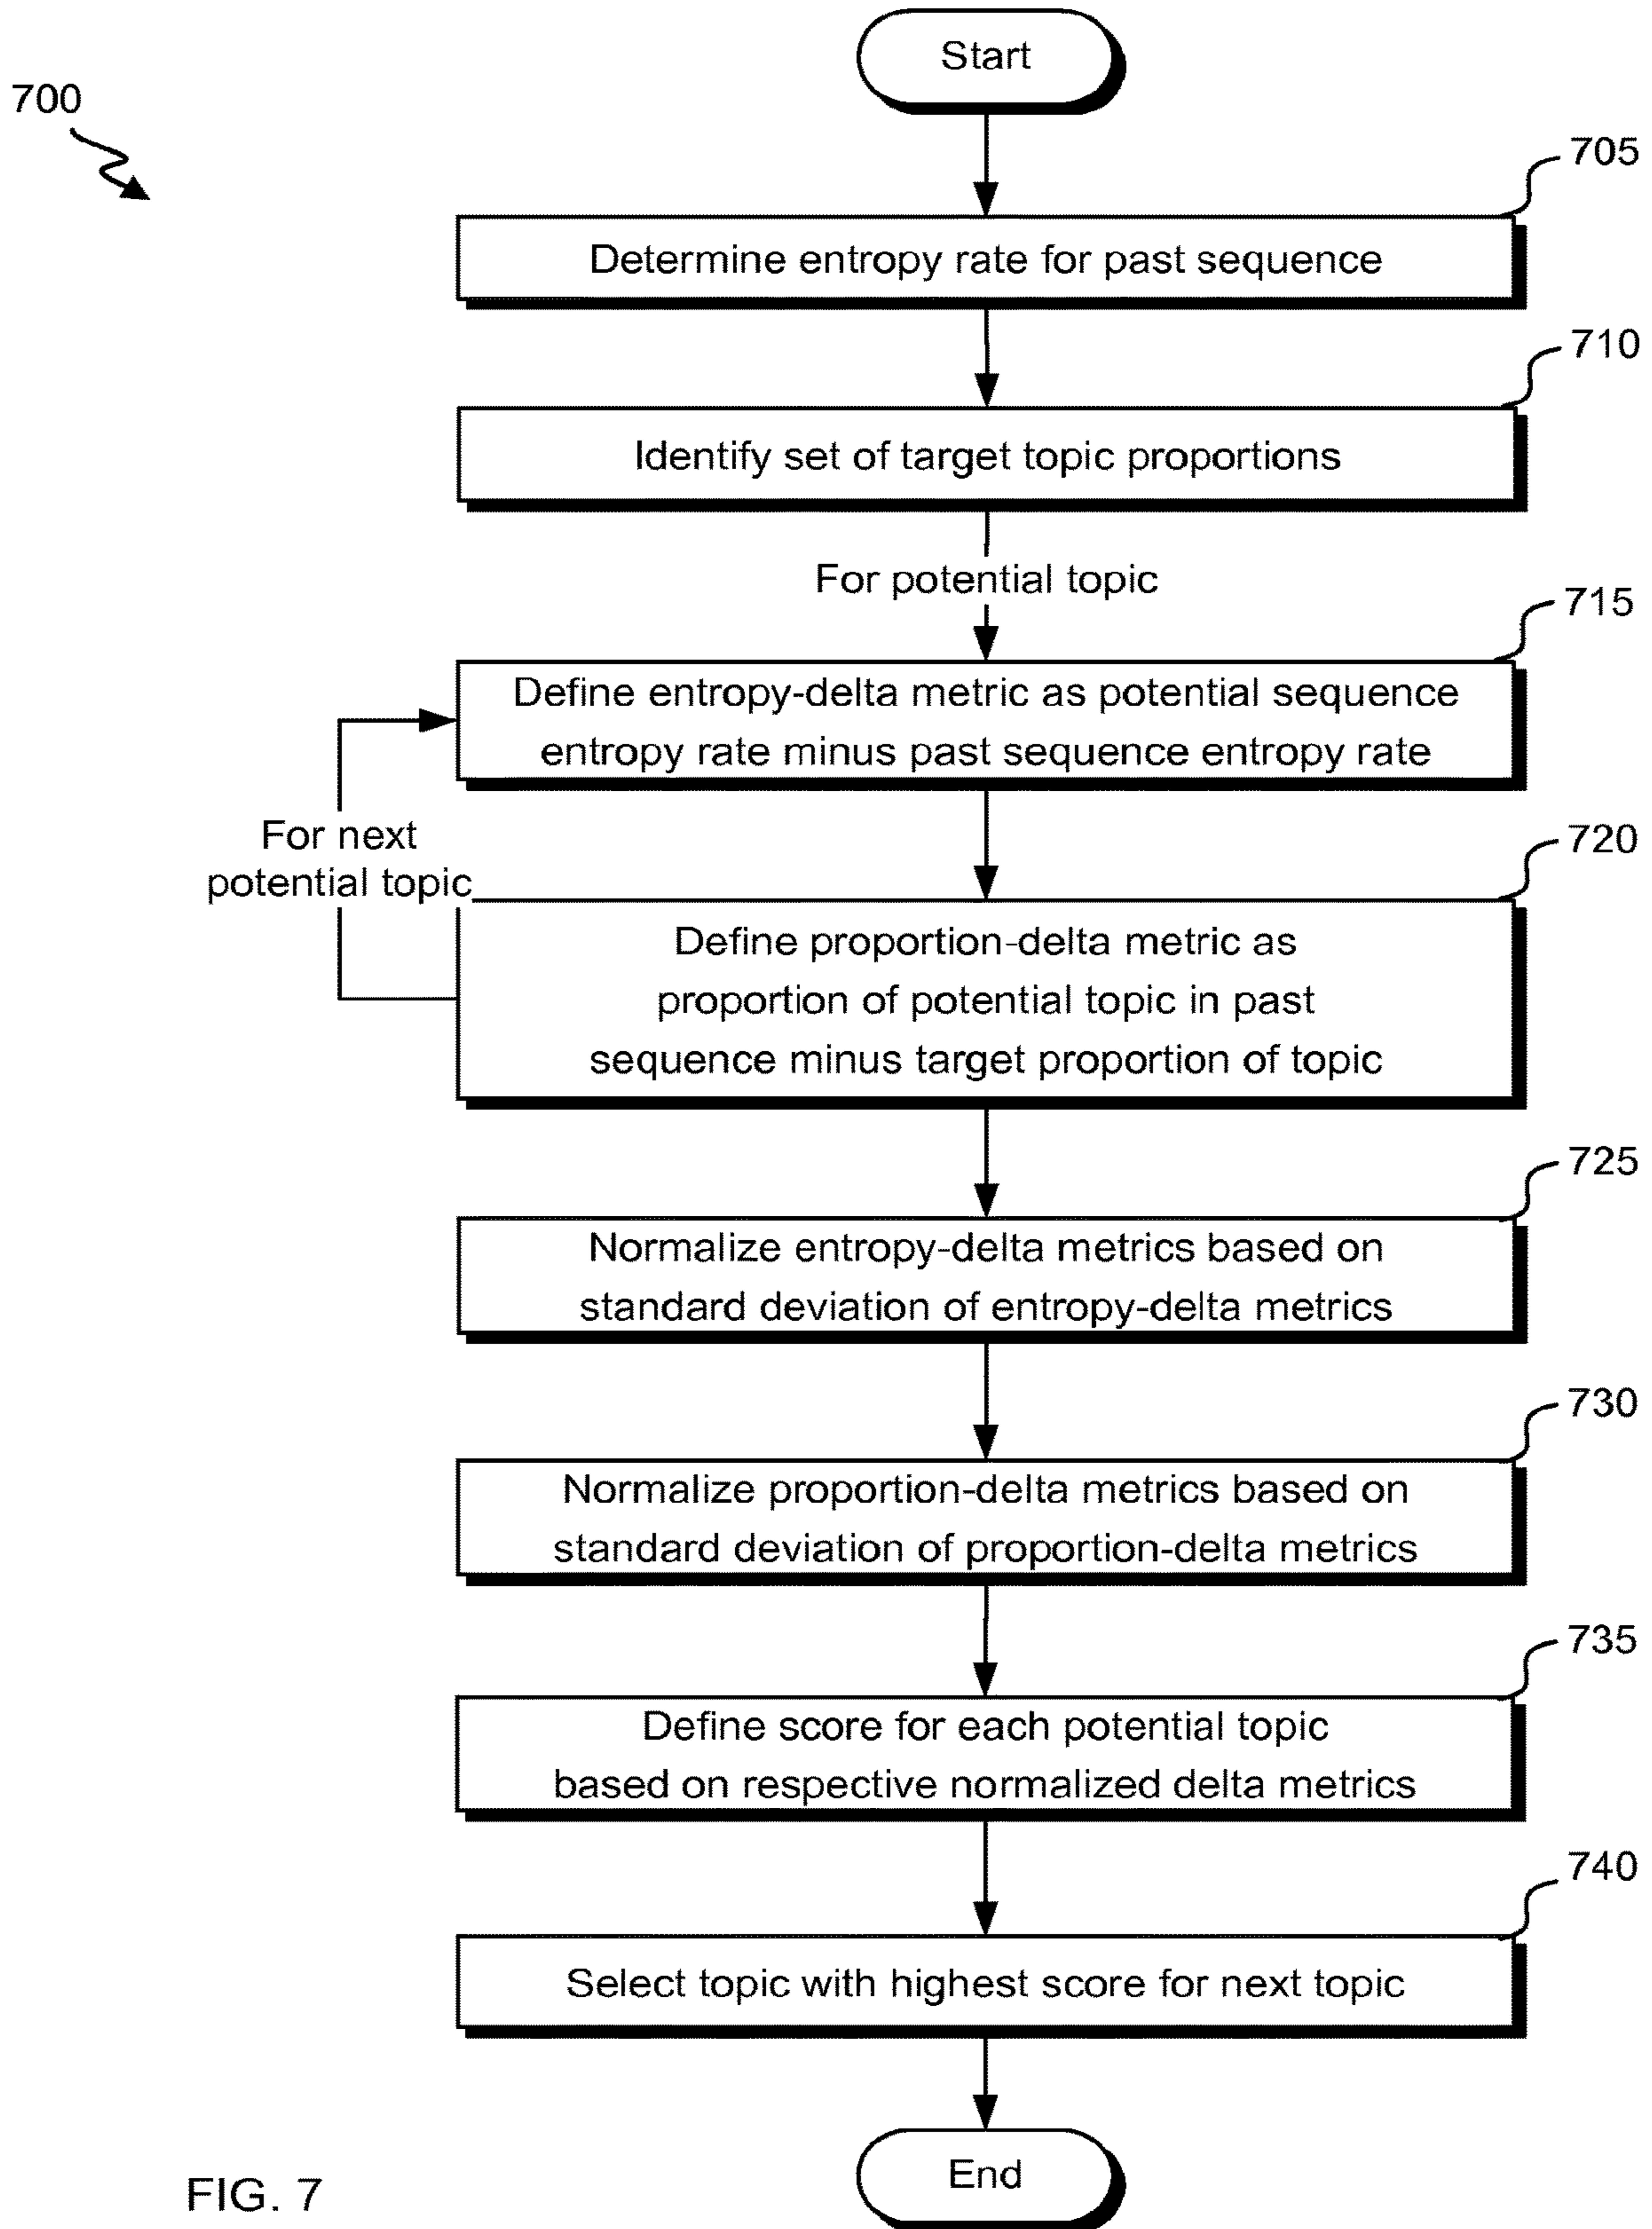 Start
700
705
Determine entropy rate for past sequence
710
Identify set of target topic proportions
For potential topic
715
Define entropy-delta metric as potential sequence
entropy rate minus past sequence entropy rate
For next
potential topic
720
Define proportion-delta metric as
proportion of potential topic in past
sequence minus target proportion of topic
725
Normalize entropy-delta metrics based on
standard deviation of entropy-delta metrics
730
Normalize proportion-delta metrics based on
standard deviation of proportion-delta metrics
735
Define score for each potential topic
based on respective normalized delta metrics
740
Select topic with highest score for next topic
End
FIG. 7